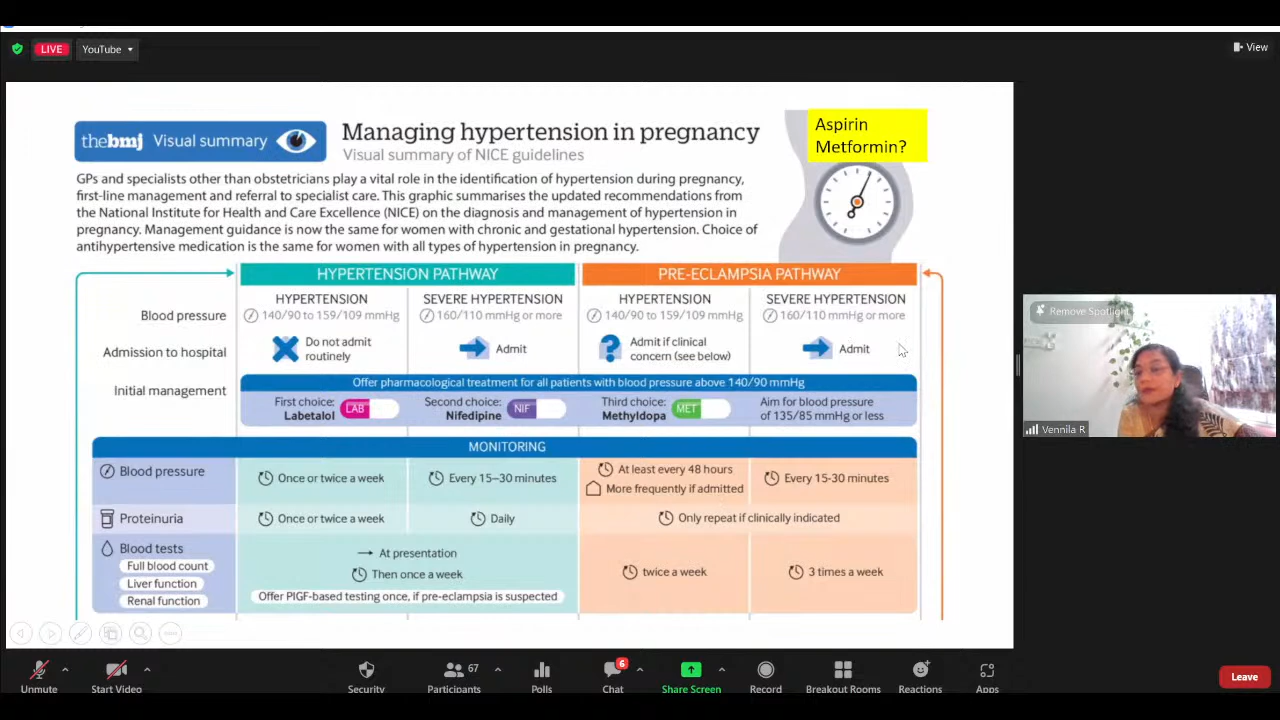 LIVE
YouTube
View
thebmj Visual summary
Managing hypertension in pregnancy
Visual summary of NICE guidelines
Aspirin
Metformin?
GPs and specialists other than obstetricians play a vital role in the identification of hypertension during pregnancy,
first-line management and referral to specialist care. This graphic summarises the updated recommendations from
the National Institute for Health and Care Excellence (NICE) on the diagnosis and management of hypertension in
pregnancy. Management guidance is now the same for women with chronic and gestational hypertension. Choice of
antihypertensive medication is the same for women with all types of hypertension in pregnancy.
HYPERTENSION PATHWAY
PRE-ECLAMPSIA PATHWAY
Blood pressure
HYPERTENSION
140/90 to 159/109 mmHg
SEVERE HYPERTENSION
160/110 mmHg or more
HYPERTENSION
140/90 to 159/109 mmHg
SEVERE HYPERTENSION
160/110 mmHg or more
Admission to hospital
Do not admit
routinely
Admit
Admit if clinical
concern (see below)
Admit
Initial management
Offer pharmacological treatment for all patients with blood pressure above 140/90 mmHg
First choice:
Labetalol
LAB
Second choice:
Nifedipine
NIF
Third choice:
Methyldopa
MET
Aim for blood pressure
of 135/85 mmHg or less
MONITORING
Blood pressure
Once or twice a week
Every 15–30 minutes
At least every 48 hours
More frequently if admitted
Every 15-30 minutes
Proteinuria
Once or twice a week
Daily
Only repeat if clinically indicated
Blood tests
Full blood count
Liver function
Renal function
At presentation
Then once a week
Offer PlGF-based testing once, if pre-eclampsia is suspected
twice a week
3 times a week
Remove Spotlight
Vennila R
Unmute
Start Video
Security
67
Participants
Polls
6
Chat
Share Screen
Record
Breakout Rooms
Reactions
Apps
Leave